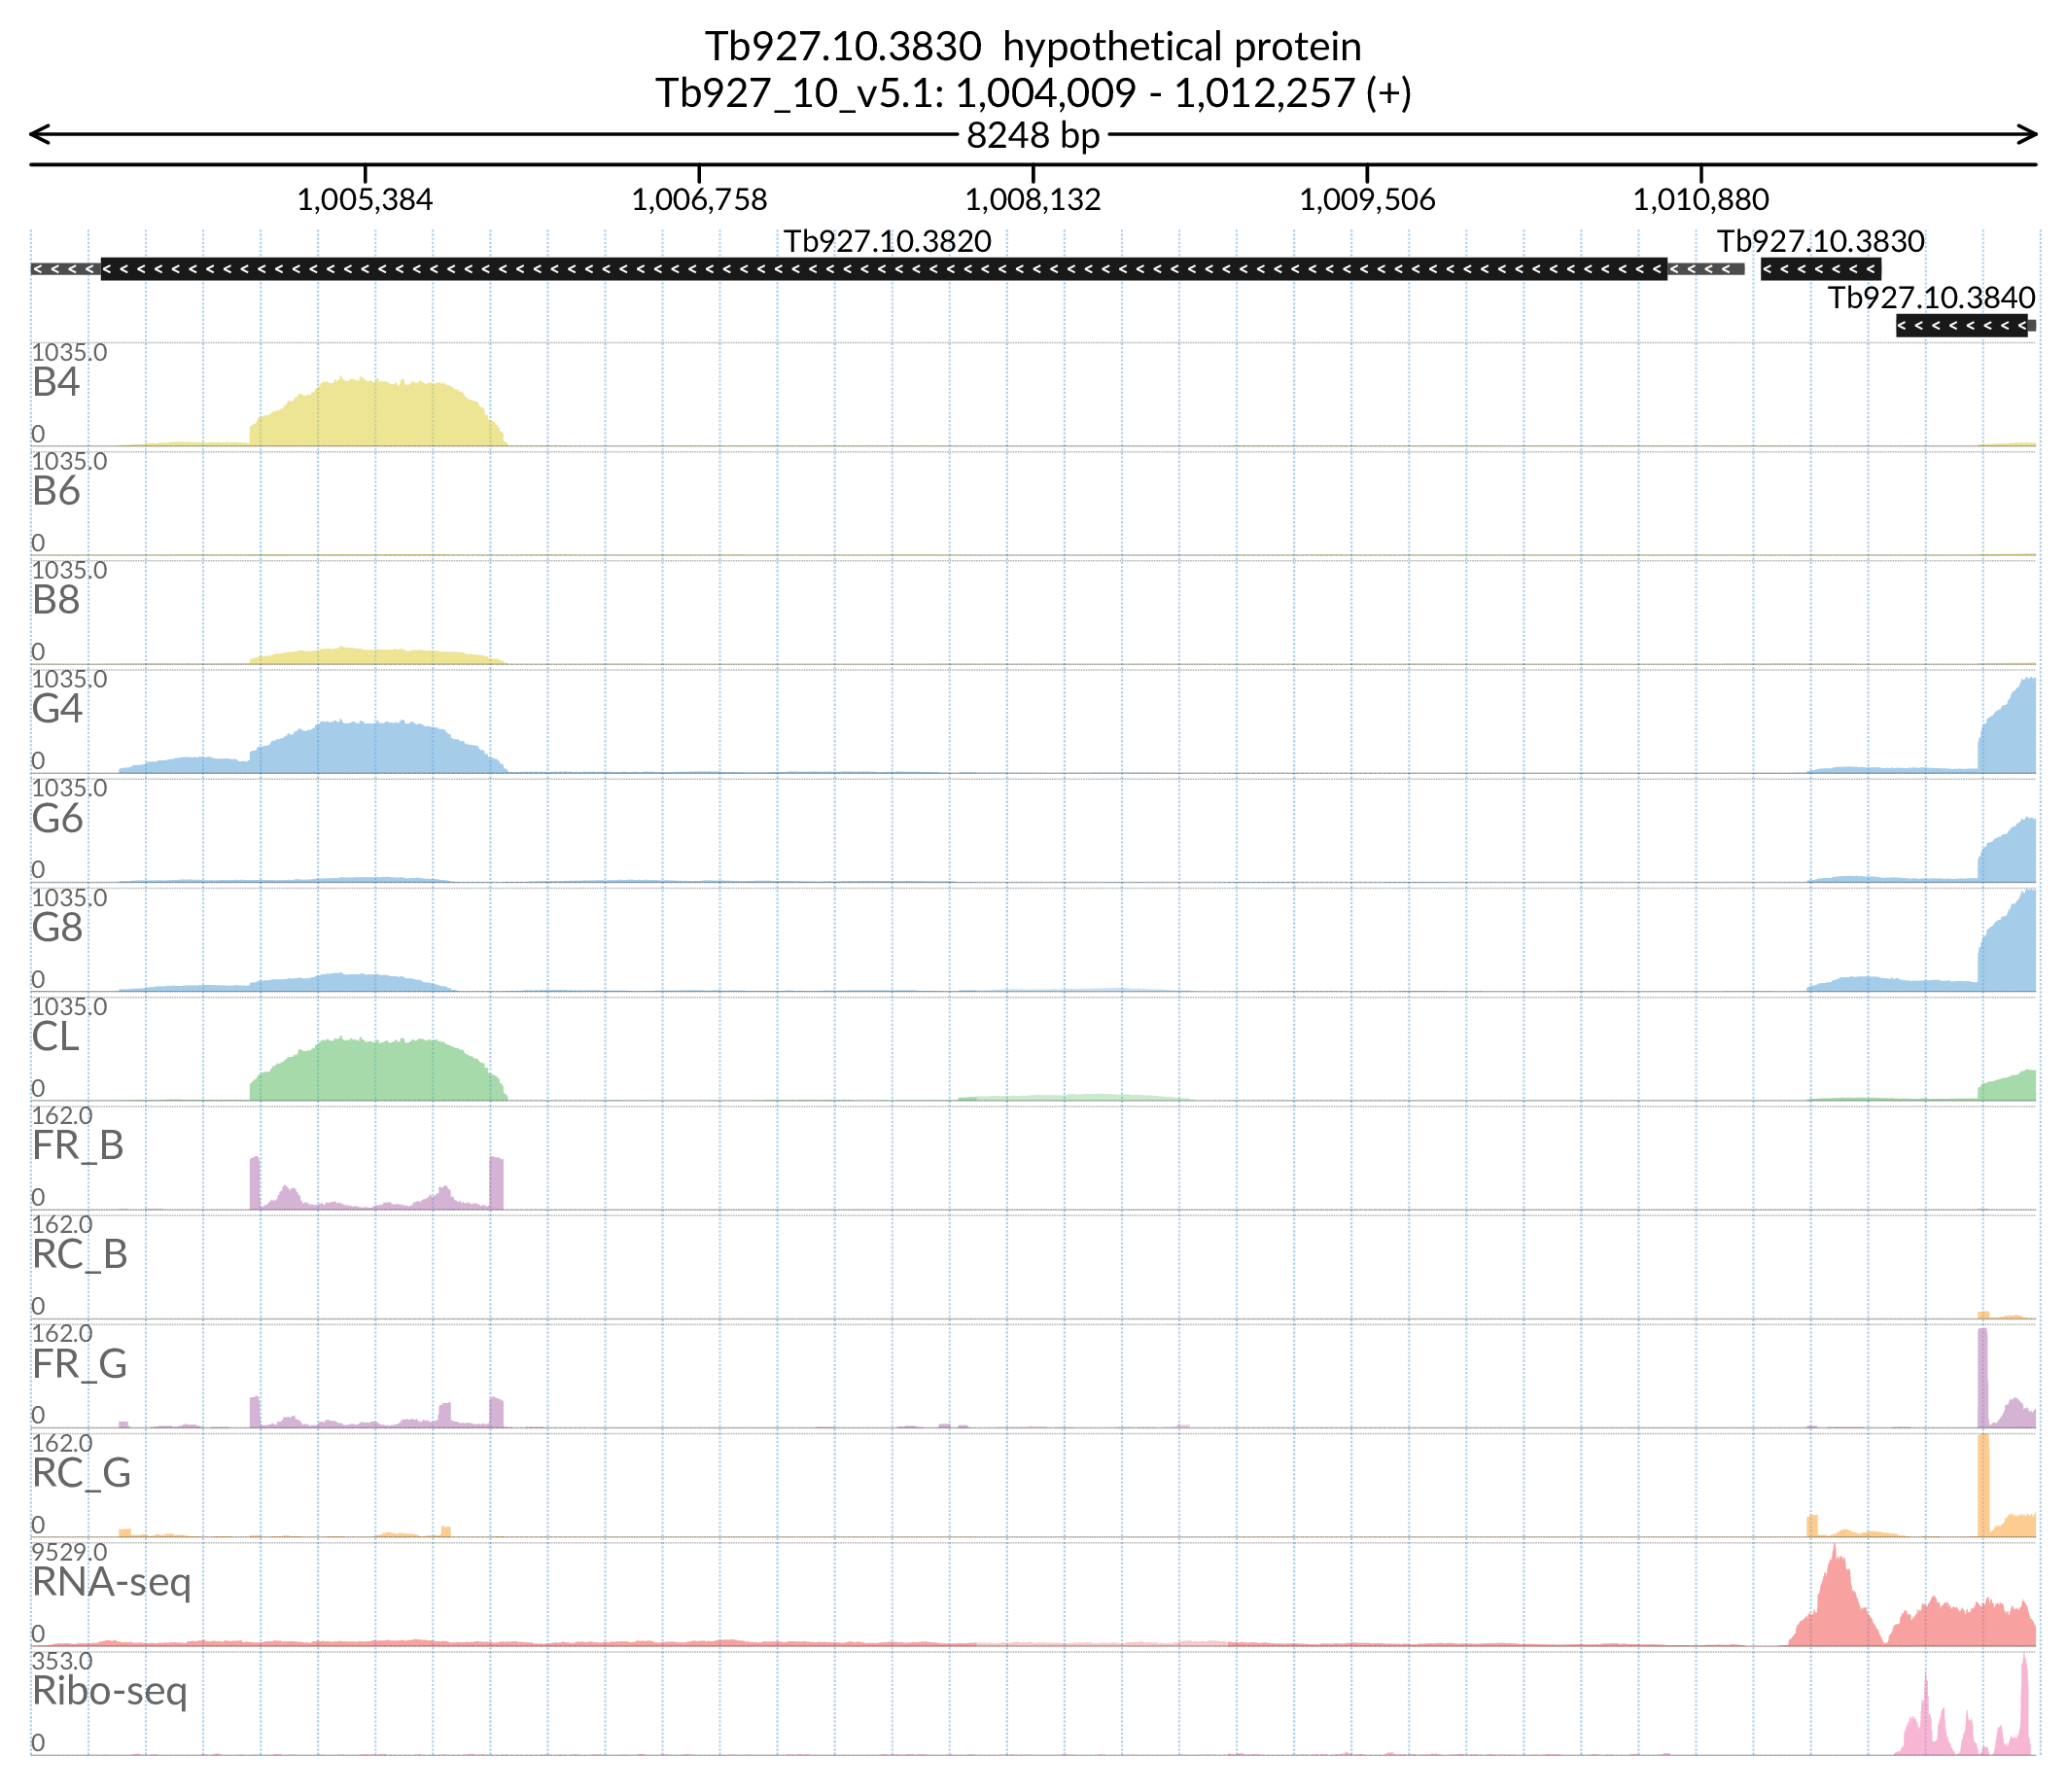 Tb927.10.3830 hypothetical protein
Tb927_10_v5.1: 1,004,009 - 1,012,257 (+)
8248 bp
1,005,384 1,006,758 1,008,132 1,009,506 1,010,880
Tb927.10.3820 Tb927.10.3830
Tb927.10.3840
1035.0
B4
0
1035.0
B6
0
1035.0
B8
0
1035.0
G4
0
1035.0
G6
0
1035.0
G8
0
1035.0
CL
0
162.0
FR_B
0
162.0
RC_B
0
162.0
FR_G
0
162.0
RC_G
0
9529.0
RNA-seq
0
353.0
Ribo-seq
0